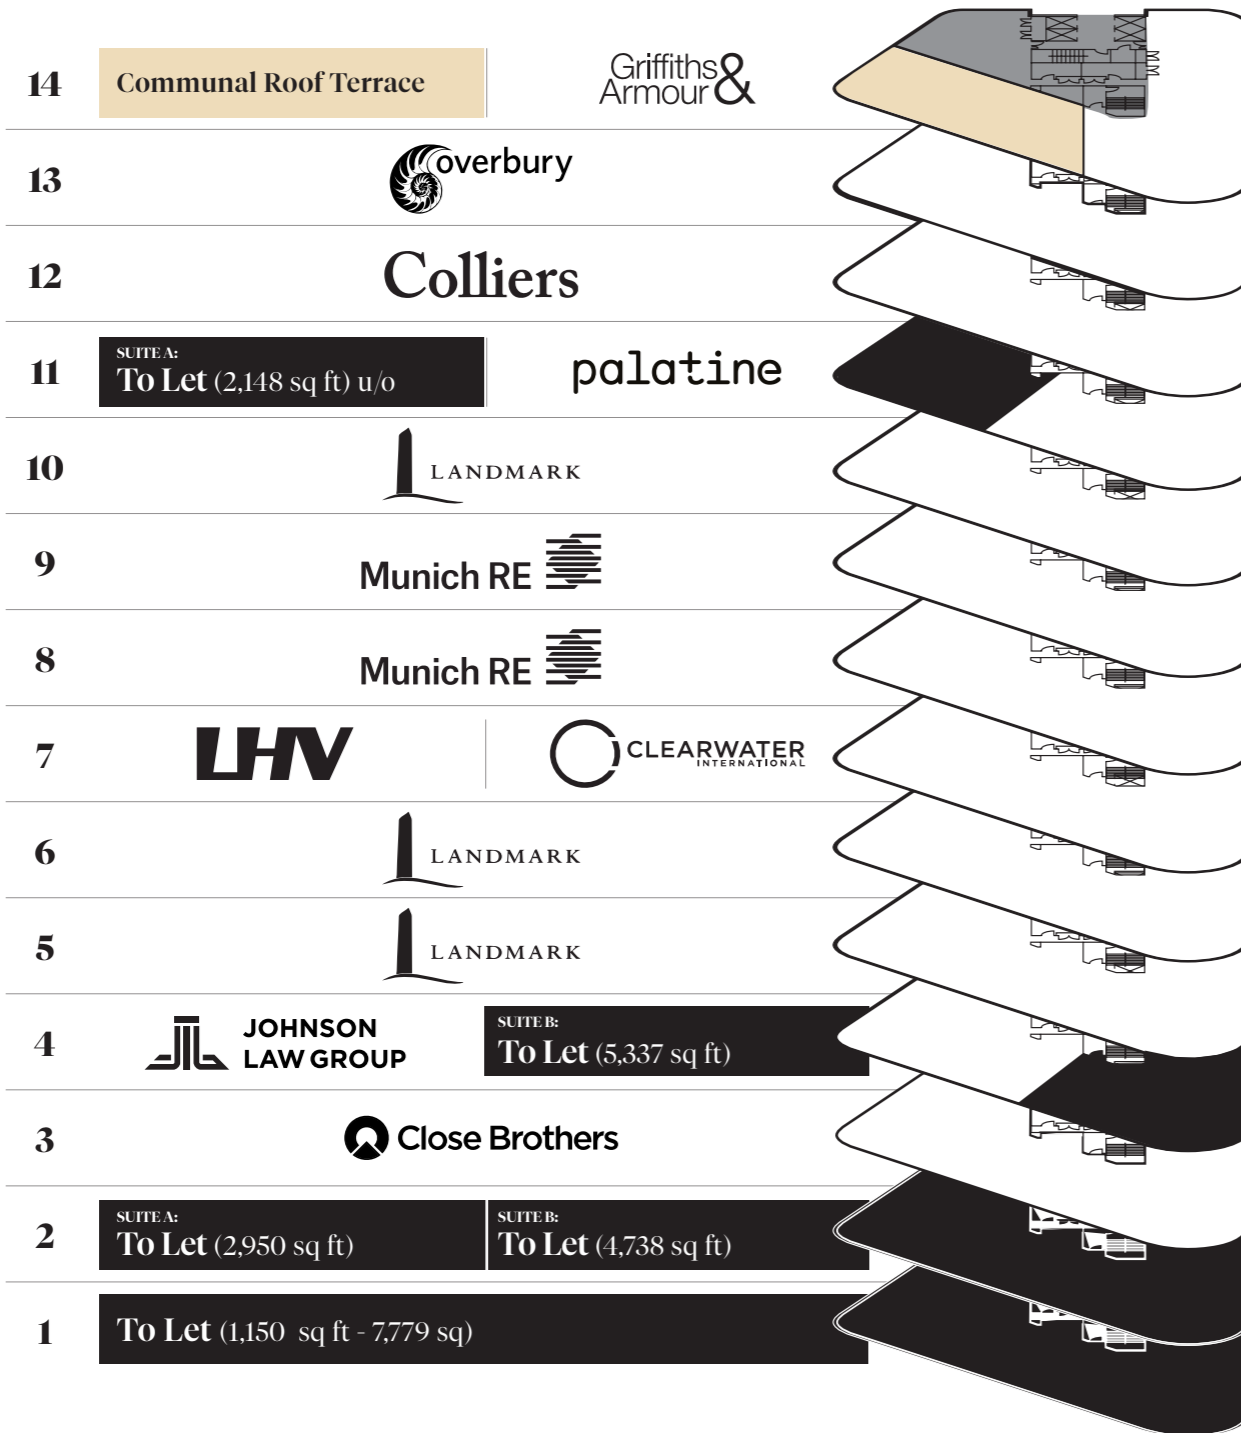 14
Communal Roof Terrace
Griffiths &
Armour
13
overbury
12
Colliers
11
SUITE A:
To Let (2,148 sq ft) u/o
palatine
10
LANDMARK
9
Munich RE
8
Munich RE
7
LHV
CLEARWATER
INTERNATIONAL
6
LANDMARK
5
LANDMARK
4
JOHNSON
LAW GROUP
SUITE B:
To Let (5,337 sq ft)
3
Close Brothers
2
SUITE A:
To Let (2,950 sq ft)
SUITE B:
To Let (4,738 sq ft)
1
To Let (1,150 sq ft - 7,779 sq)